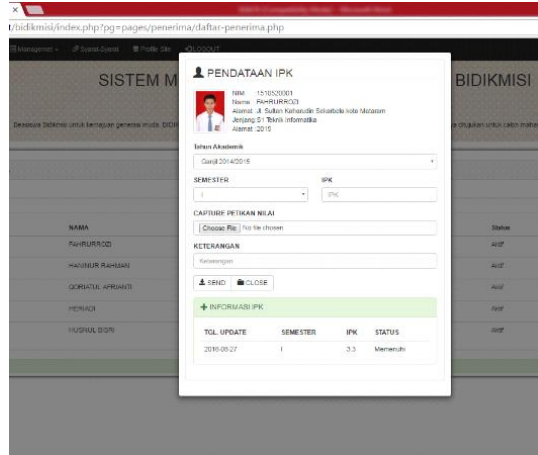 t/bidikmisi/index.php?pg=pages/penerima/daftar-penerima.php
Syarat-Syarat Profile Site LOGOUT
SISTEM M
BIDIKMISI
PENDATAAN IPK
NIM : 1510520001
Nama : FAHRURROZI
Alamat : Jl. Sultan Kaharudin Sekarbela kota Mataram
Jenjang : S1 Teknik Informatika
Alamat : 2015
Tahun Akademik
Ganjil 2014/2015
SEMESTER IPK
I IPK
CAPTURE PETIKAN NILAI
Choose File No file chosen
KETERANGAN
Keterangan
SEND CLOSE
INFORMASI IPK
TGL. UPDATE SEMESTER IPK STATUS
2016-06-27 I 3.3 Memenuhi
NAMA Status
FAHRURROZI Aktif
HANINUR RAHMAN Aktif
QORIATUL APRIANTI Aktif
HERIADI Aktif
HUSNUL BISRI Aktif